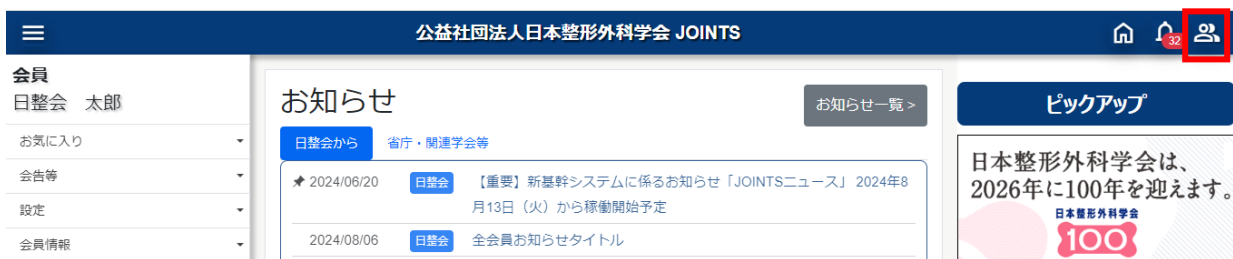 公益社団法人日本整形外科学会 JOINTS
32
会員
日整会 太郎
お気に入り
会告等
設定
会員情報
お知らせ
お知らせ一覧 >
日整会から
省庁・関連学会等
2024/06/20 日整会 【重要】新基幹システムに係るお知らせ「JOINTSニュース」 2024年8
月13日（火）から稼働開始予定
2024/08/06 日整会 全会員お知らせタイトル
ピックアップ
日本整形外科学会は、
2026年に100年を迎えます。
日本整形外科学会
100